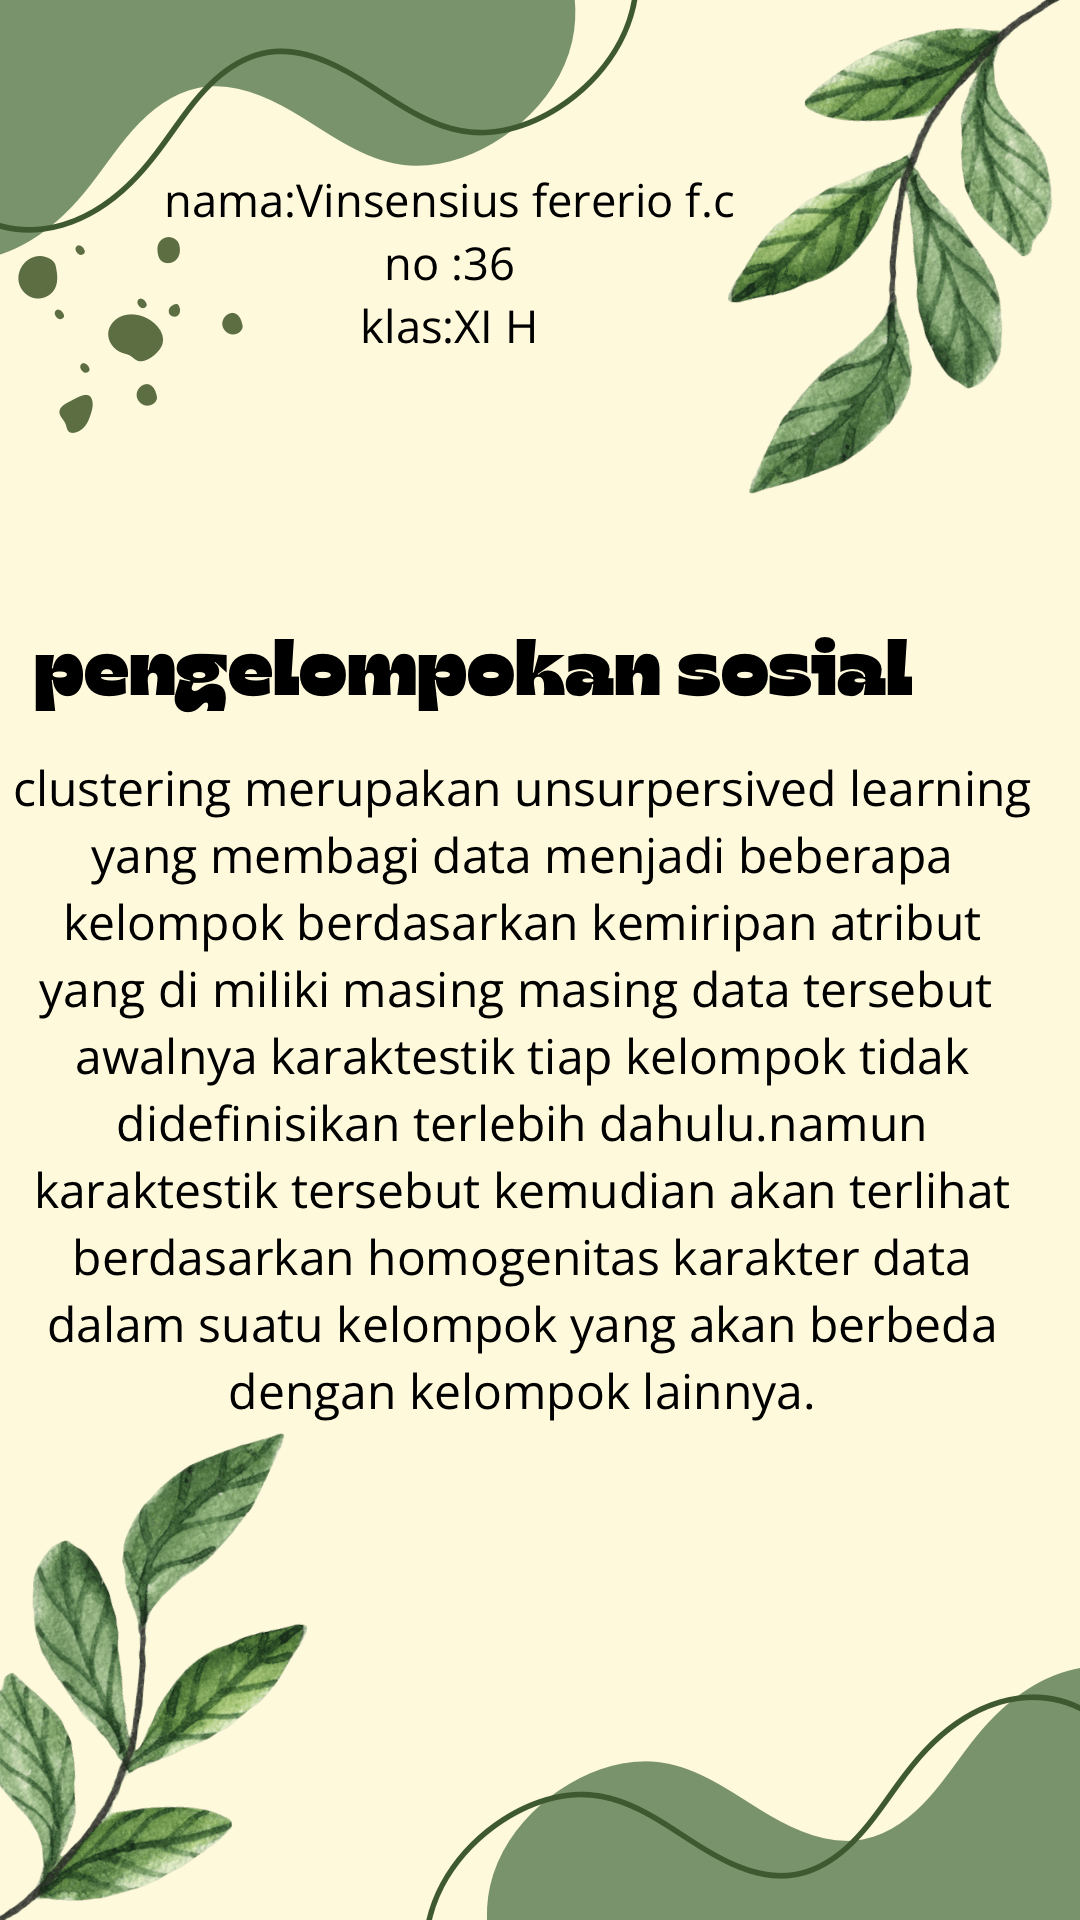 nama:Vinsensius fererio f.c
no :36
klas:XI H
pengelompokan sosial
clustering merupakan unsurpersived learning
yang membagi data menjadi beberapa
kelompok berdasarkan kemiripan atribut
yang di miliki masing masing data tersebut
awalnya karaktestik tiap kelompok tidak
didefinisikan terlebih dahulu.namun
karaktestik tersebut kemudian akan terlihat
berdasarkan homogenitas karakter data
dalam suatu kelompok yang akan berbeda
dengan kelompok lainnya.